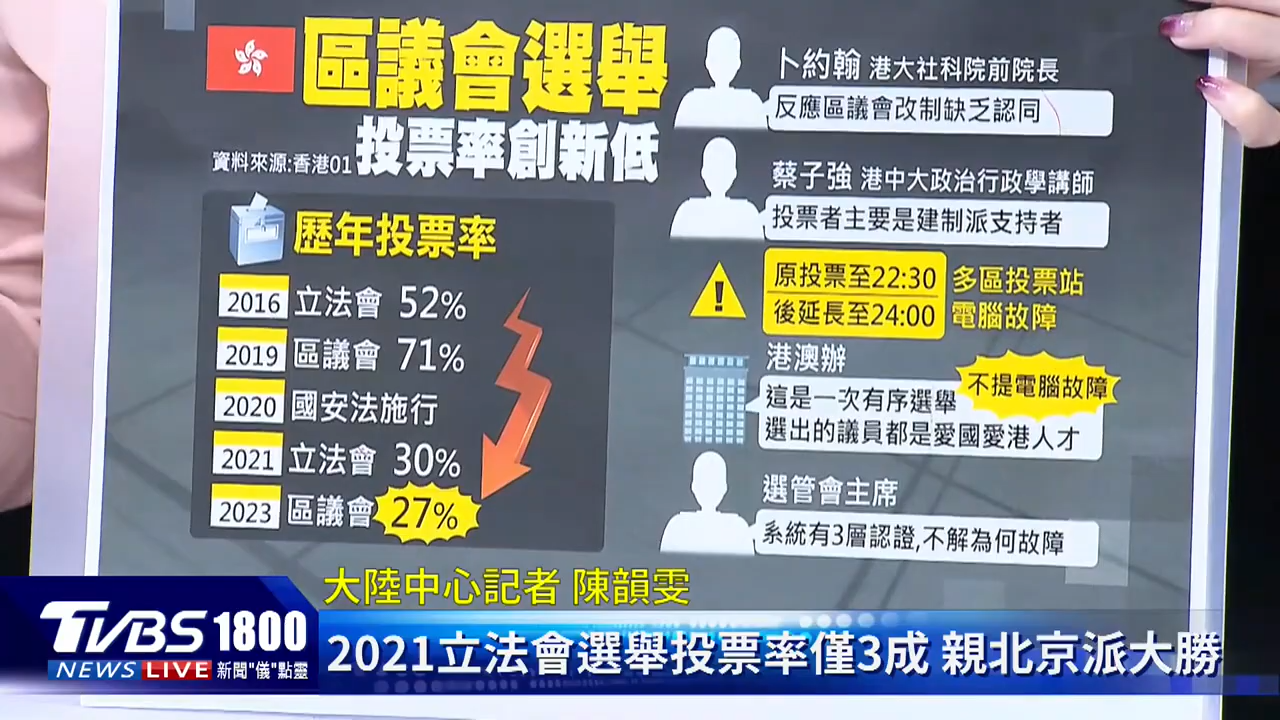 區議會選舉
投票率創新低
資料來源:香港01
歷年投票率
2016 立法會 52%
2019 區議會 71%
2020 國安法施行
2021 立法會 30%
2023 區議會 27%
卜約翰 港大社科院前院長
反應區議會改制缺乏認同
蔡子強 港中大政治行政學講師
投票者主要是建制派支持者
原投票至22:30
後延長至24:00
多區投票站
電腦故障
港澳辦
不提電腦故障
這是一次有序選舉
選出的議員都是愛國愛港人才
選管會主席
系統有3層認證,不解為何故障
大陸中心記者 陳韻雯
TVBS 1800
NEWS LIVE 新聞"儀"點靈
2021立法會選舉投票率僅3成 親北京派大勝